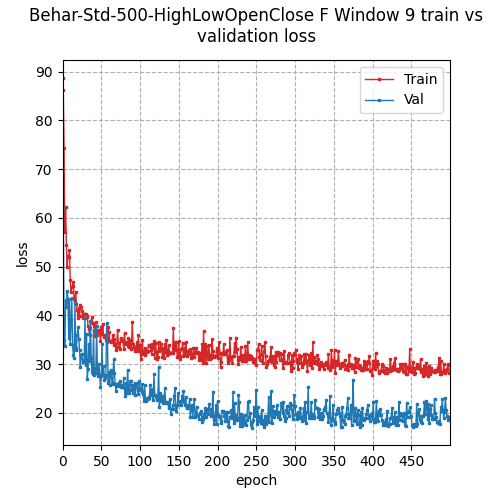 Behar-Std-500-HighLowOpenClose F Window 9 train vs
validation loss
90
80
70
60
50
40
30
20
loss
Train
Val
0 50 100 150 200 250 300 350 400 450
epoch